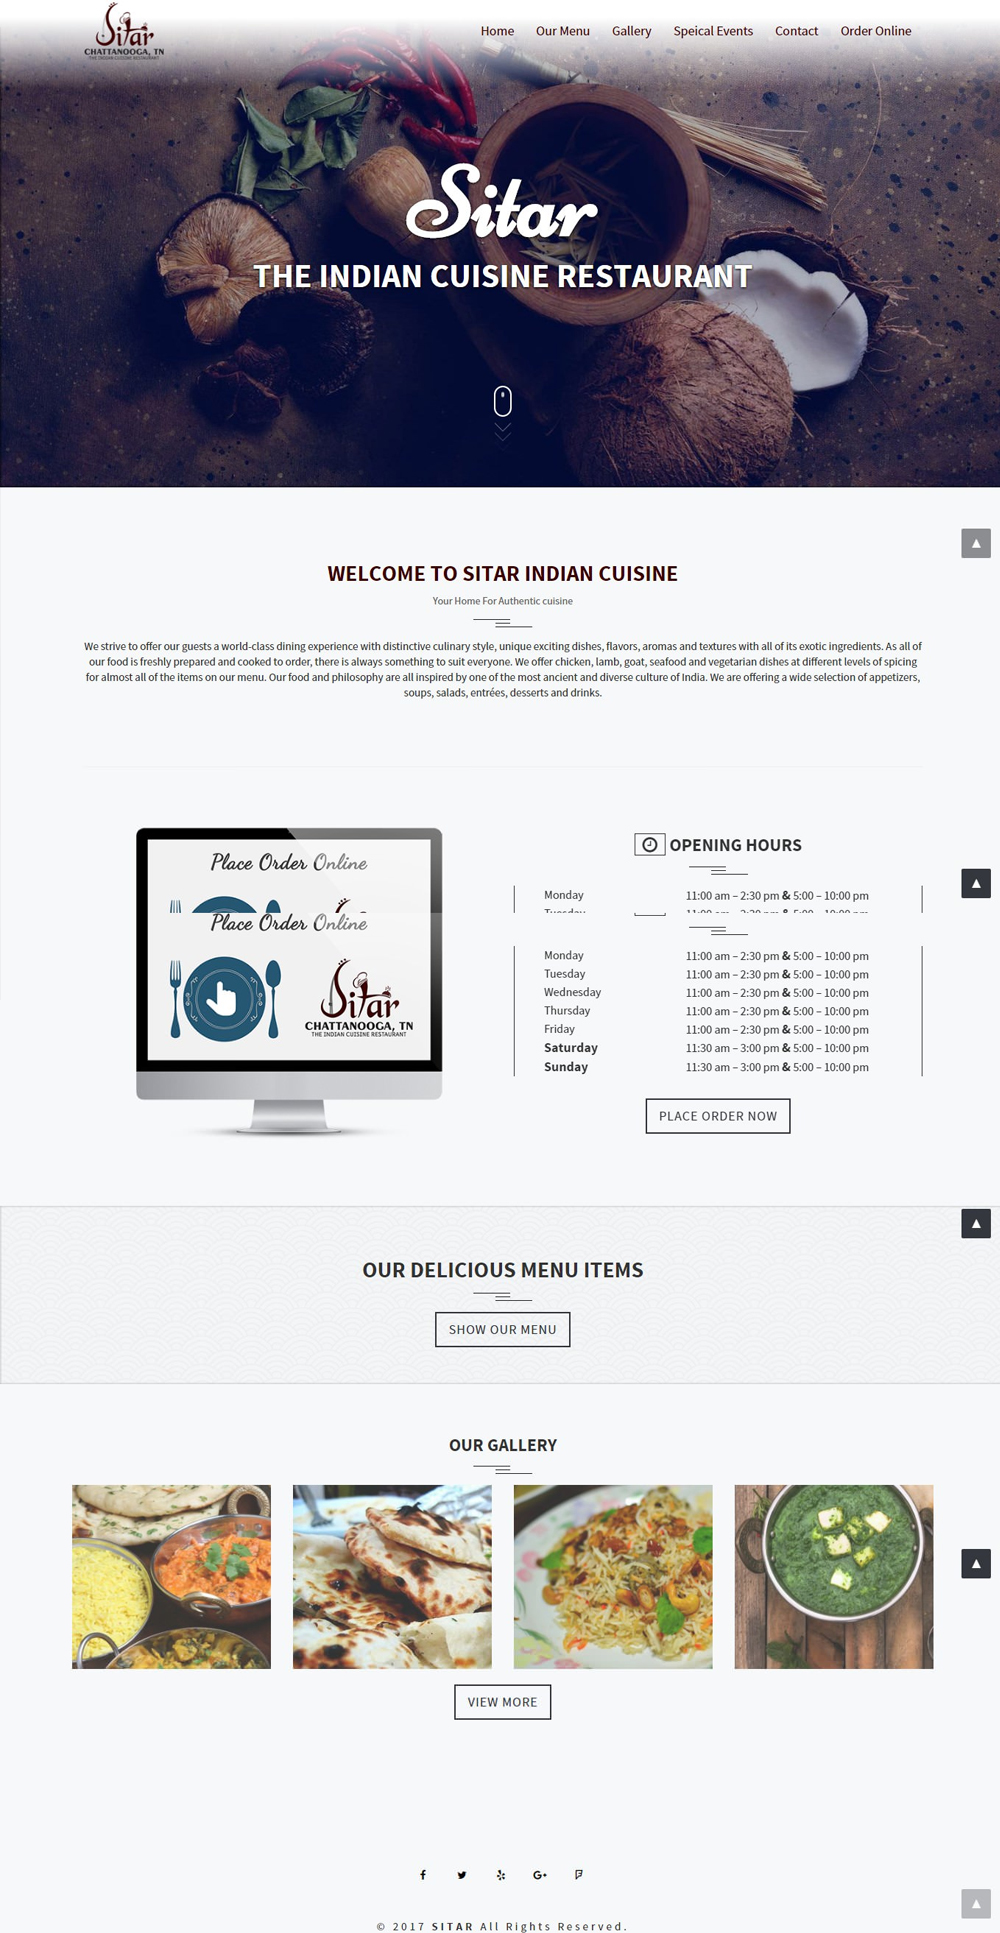 Sitar
CHATTANOOGA, TN
THE INDIAN CUISINE RESTAURANT
Home Our Menu Gallery Speical Events Contact Order Online
Sitar
THE INDIAN CUISINE RESTAURANT
WELCOME TO SITAR INDIAN CUISINE
Your Home For Authentic cuisine
We strive to offer our guests a world-class dining experience with distinctive culinary style, unique exciting dishes, flavors, aromas and textures with all of its exotic ingredients. As all of
our food is freshly prepared and cooked to order, there is always something to suit everyone. We offer chicken, lamb, goat, seafood and vegetarian dishes at different levels of spicing
for almost all of the items on our menu. Our food and philosophy are all inspired by one of the most ancient and diverse culture of India. We are offering a wide selection of appetizers,
soups, salads, entrées, desserts and drinks.
Place Order Online
Place Order Online
Sitar
CHATTANOOGA, TN
THE INDIAN CUISINE RESTAURANT
OPENING HOURS
Monday 11:00 am – 2:30 pm & 5:00 – 10:00 pm
Tuesday 11:00 am – 2:30 pm & 5:00 – 10:00 pm
Monday 11:00 am – 2:30 pm & 5:00 – 10:00 pm
Tuesday 11:00 am – 2:30 pm & 5:00 – 10:00 pm
Wednesday 11:00 am – 2:30 pm & 5:00 – 10:00 pm
Thursday 11:00 am – 2:30 pm & 5:00 – 10:00 pm
Friday 11:00 am – 2:30 pm & 5:00 – 10:00 pm
Saturday 11:30 am – 3:00 pm & 5:00 – 10:00 pm
Sunday 11:30 am – 3:00 pm & 5:00 – 10:00 pm
PLACE ORDER NOW
OUR DELICIOUS MENU ITEMS
SHOW OUR MENU
OUR GALLERY
VIEW MORE
© 2017 SITAR All Rights Reserved.